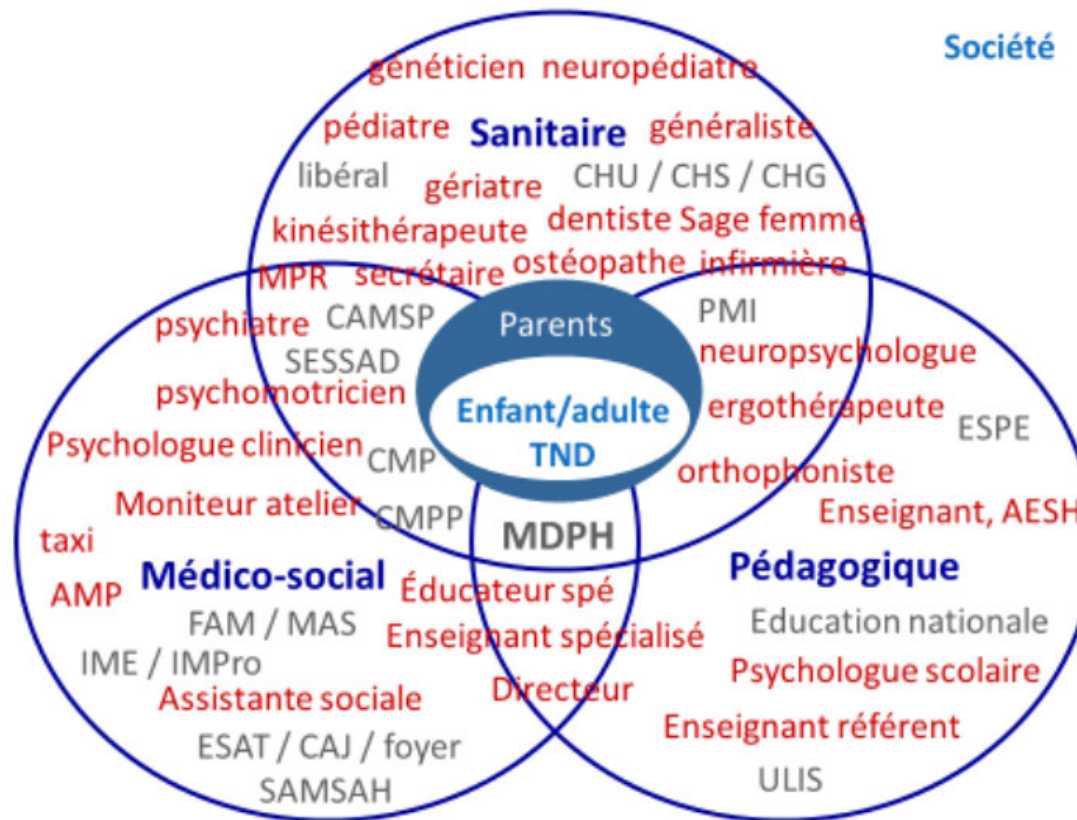 Société
généticien neuropédiatre
pédiatre Sanitaire généraliste
libéral gériatre CHU / CHS / CHG
kinésithérapeute dentiste Sage femme
MPR secrétaire ostéopathe infirmière
psychiatre CAMSP Parents PMI
SESSAD neuropsychologue
psychomotricien Enfant/adulte ergothérapeute
TND ESPE
Psychologue clinicien CMP orthophoniste
Moniteur atelier CMPP Enseignant, AESH
taxi MDPH
Médico-social Pédagogique
AMP Éducateur spé
FAM / MAS Enseignant spécialisé Education nationale
IME / IMPro Psychologue scolaire
Assistante sociale Directeur
Enseignant référent
ESAT / CAJ / foyer
SAMSAH ULIS